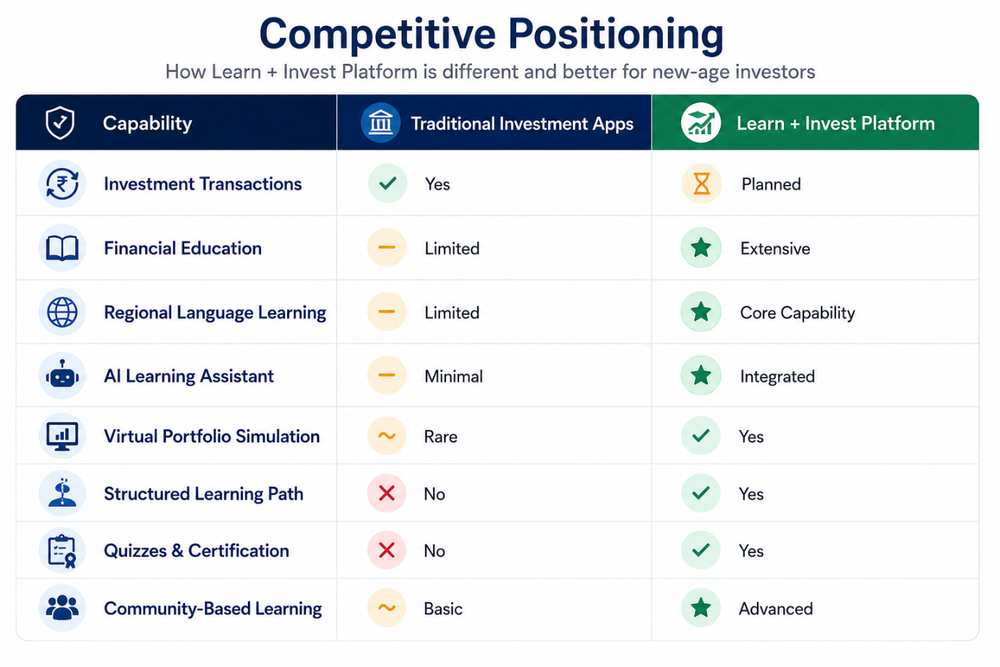 Competitive Positioning
How Learn + Invest Platform is different and better for new-age investors
Capability Traditional Investment Apps Learn + Invest Platform
₹ Investment Transactions Yes Planned
Financial Education Limited Extensive
Regional Language Learning Limited Core Capability
AI Learning Assistant Minimal Integrated
Virtual Portfolio Simulation Rare Yes
Structured Learning Path No Yes
Quizzes & Certification No Yes
Community-Based Learning Basic Advanced